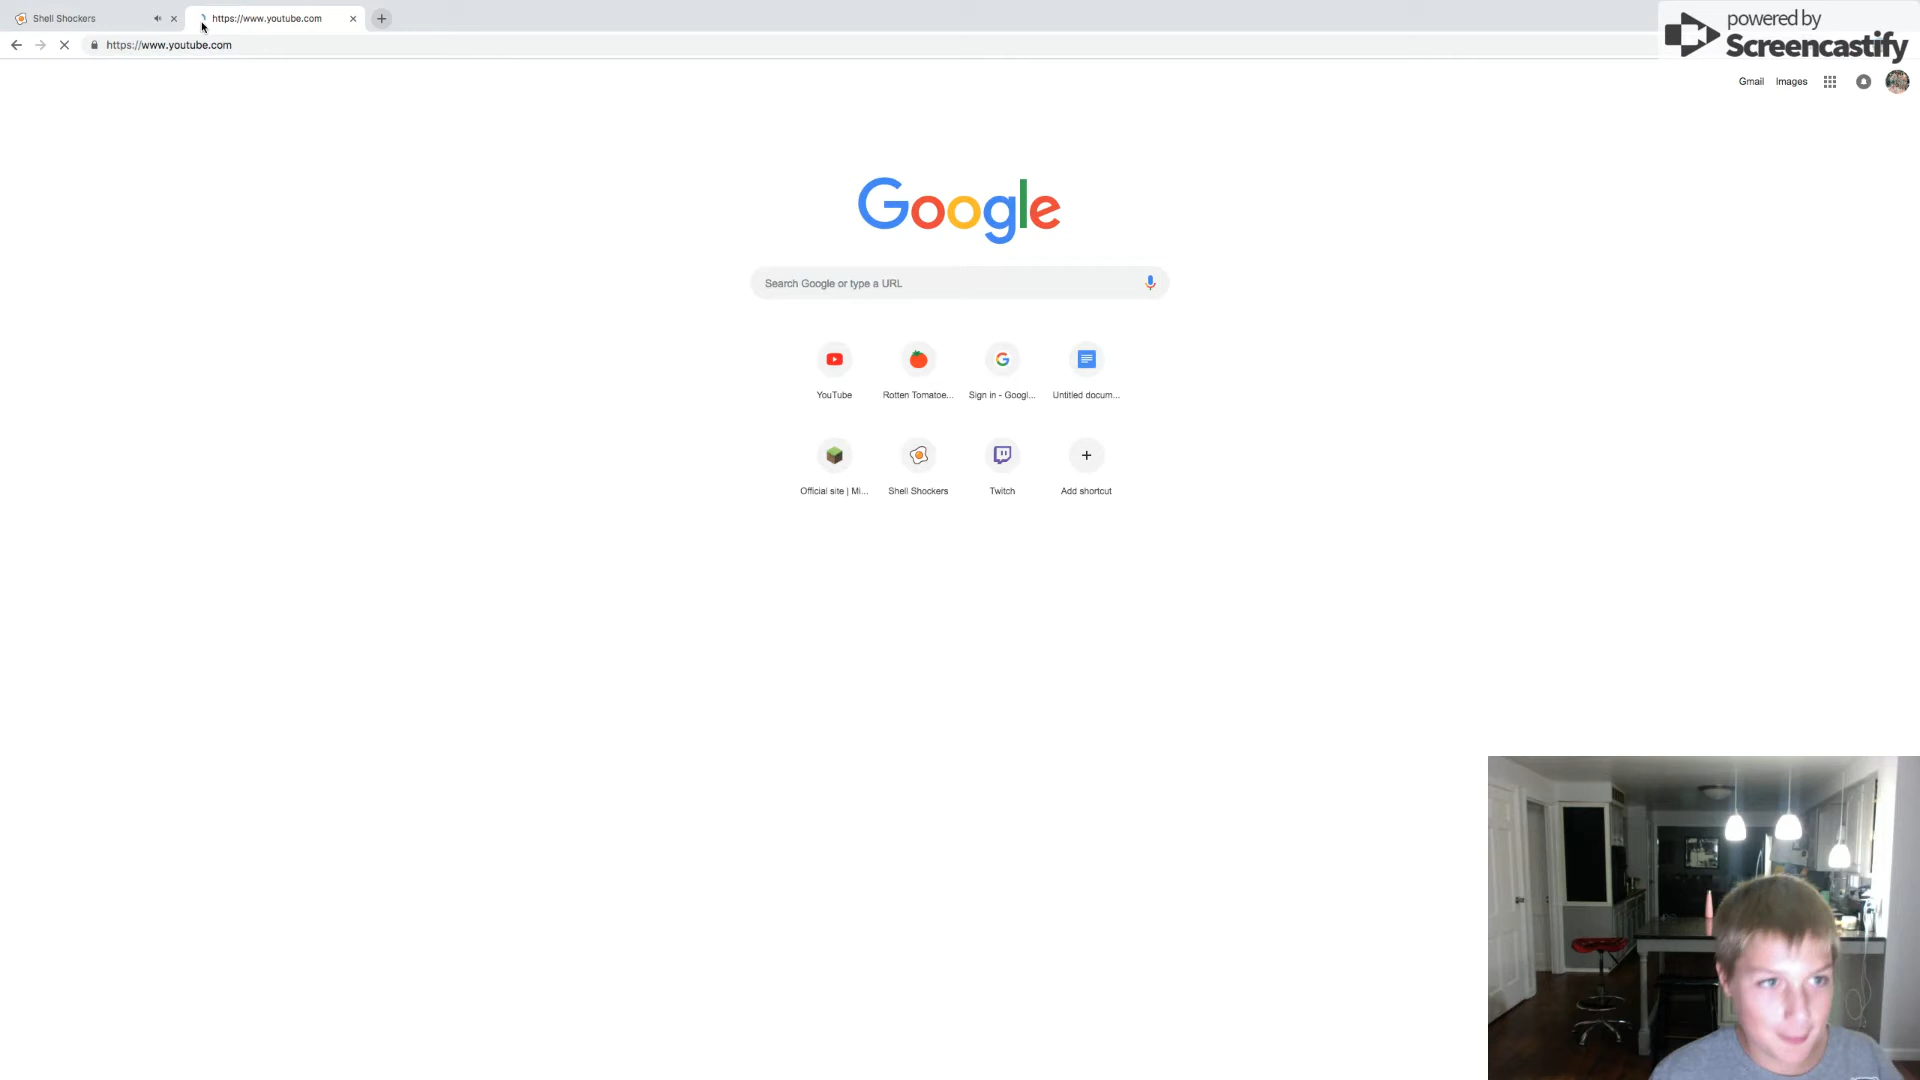 Shell Shockers
https://www.youtube.com
https://www.youtube.com
powered by
Screencastify
Gmail
Images
Google
Search Google or type a URL
YouTube
Rotten Tomatoe...
Sign in - Googl...
Untitled docum...
Official site | Mi...
Shell Shockers
Twitch
Add shortcut